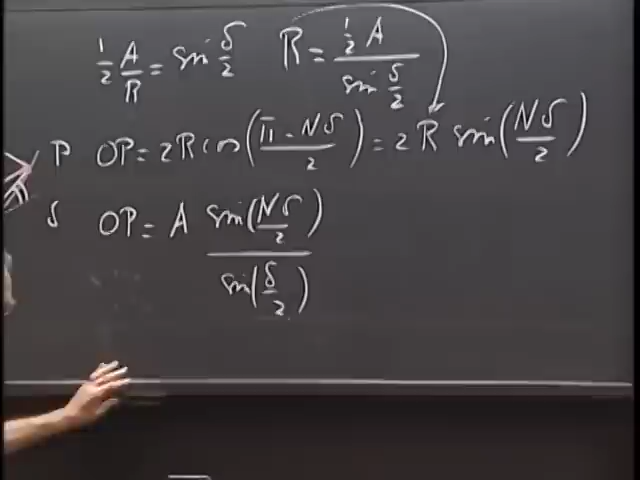 ½ A/R = sin δ/2 R = ½ A / sin δ/2
P OP = 2R cos(π - Nδ / 2) = 2R sin(Nδ/2)
S OP = A sin(Nδ/2) / sin(δ/2)